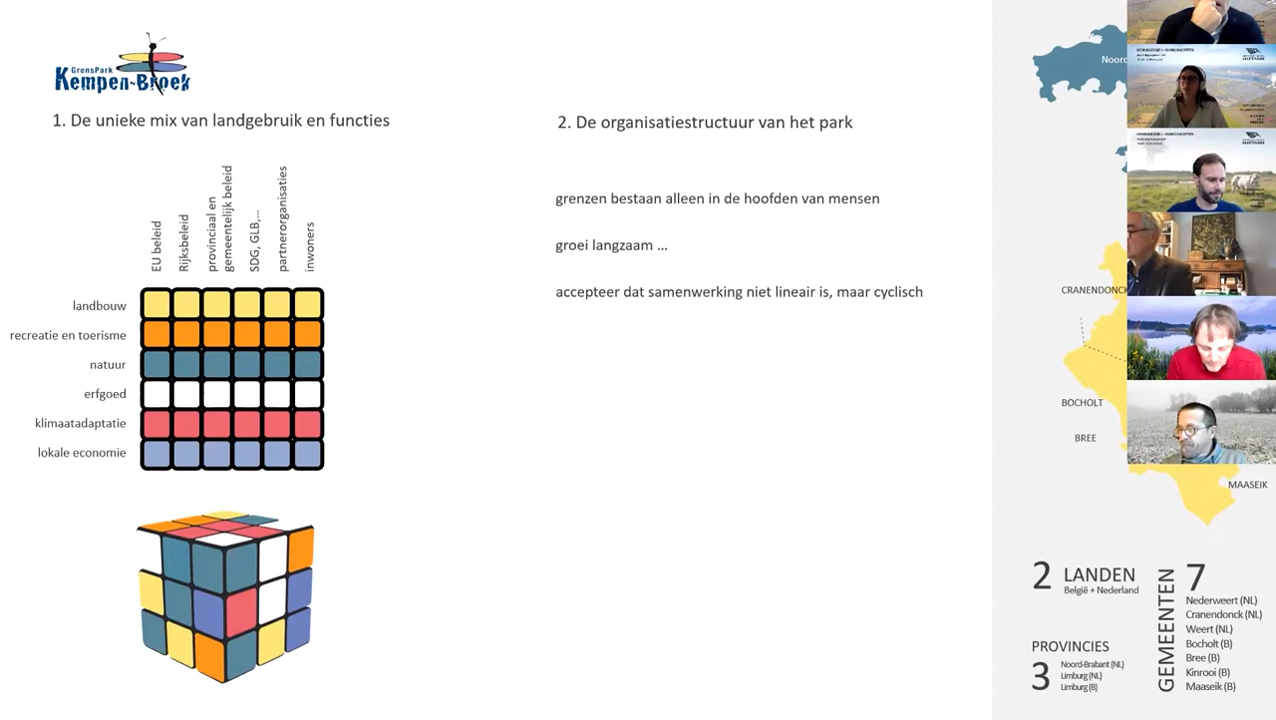 GrensPark
Kempen~Broek
1. De unieke mix van landgebruik en functies
EU beleid
Rijksbeleid
provinciaal en
gemeentelijk beleid
SDG, GLB,...
partnerorganisaties
inwoners
landbouw
recreatie en toerisme
natuur
erfgoed
klimaatadaptatie
lokale economie
2. De organisatiestructuur van het park
grenzen bestaan alleen in de hoofden van mensen
groei langzaam ...
accepteer dat samenwerking niet lineair is, maar cyclisch
Noord
CRANENDONCK
BOCHOLT
BREE
MAASEIK
2 LANDEN
België + Nederland
PROVINCIES
3
Noord-Brabant (NL)
Limburg (NL)
Limburg (B)
GEMEENTEN
7
Nederweert (NL)
Cranendonck (NL)
Weert (NL)
Bocholt (B)
Bree (B)
Kinrooi (B)
Maaseik (B)